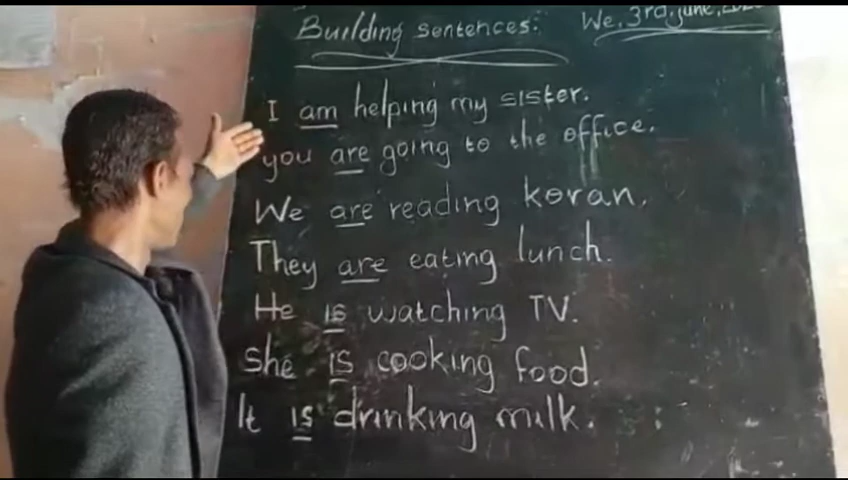 Building sentences: We, 3rd, june,
I am helping my sister.
you are going to the office.
We are reading koran.
They are eating lunch.
He is watching TV.
She is cooking food.
It is drinking milk.